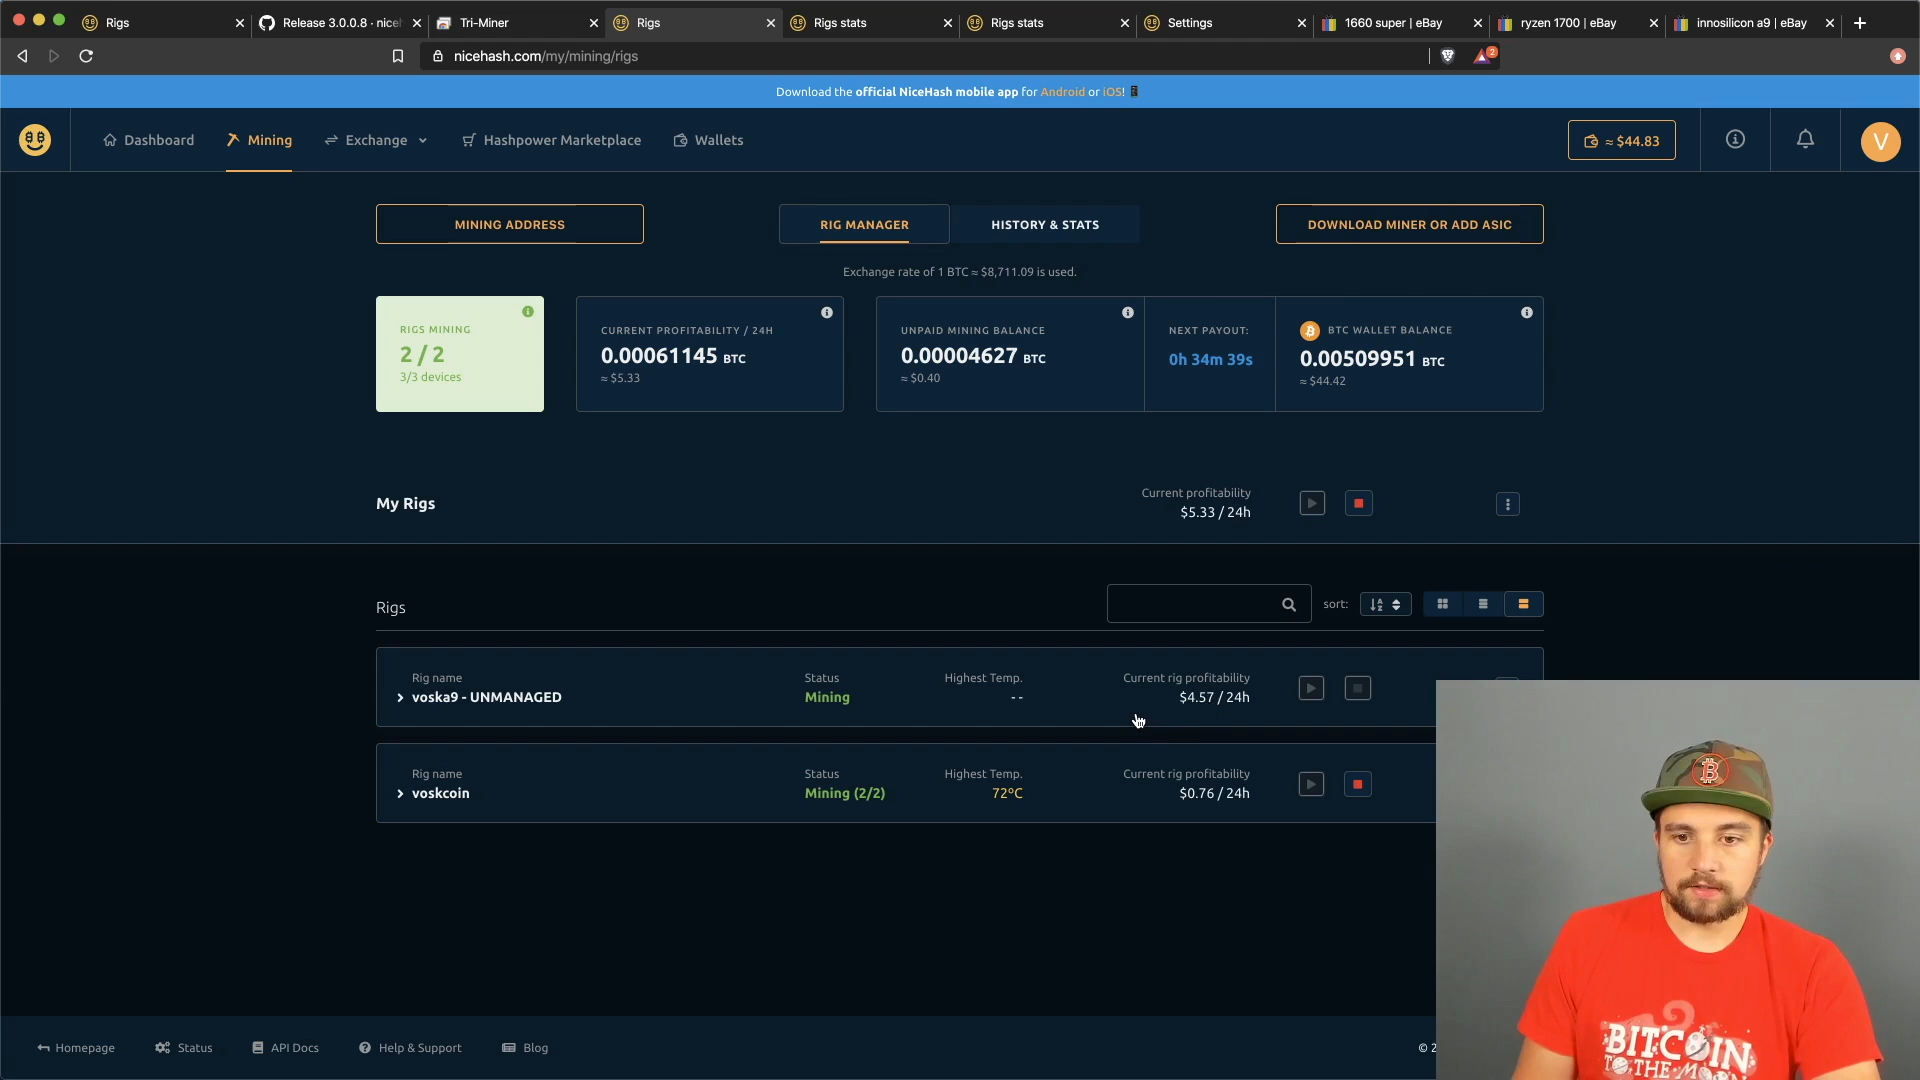 Rigs
Release 3.0.0.8 · niceh
Tri-Miner
Rigs
Rigs stats
Rigs stats
Settings
1660 super | eBay
ryzen 1700 | eBay
innosilicon a9 | eBay
nicehash.com/my/mining/rigs
2
Download the official NiceHash mobile app for Android or iOS!
Dashboard
Mining
Exchange
Hashpower Marketplace
Wallets
≈ $44.83
V
MINING ADDRESS
RIG MANAGER
HISTORY & STATS
DOWNLOAD MINER OR ADD ASIC
Exchange rate of 1 BTC ≈ $8,711.09 is used.
RIGS MINING
2 / 2
3/3 devices
CURRENT PROFITABILITY / 24H
0.00061145 BTC
≈ $5.33
UNPAID MINING BALANCE
0.00004627 BTC
≈ $0.40
NEXT PAYOUT:
0h 34m 39s
BTC WALLET BALANCE
0.00509951 BTC
≈ $44.42
My Rigs
Current profitability
$5.33 / 24h
Rigs
sort:
Rig name
voska9 - UNMANAGED
Status
Mining
Highest Temp.
- -
Current rig profitability
$4.57 / 24h
Rig name
voskcoin
Status
Mining (2/2)
Highest Temp.
72°C
Current rig profitability
$0.76 / 24h
Homepage
Status
API Docs
Help & Support
Blog
© 2
BITCOIN
TO THE MOON